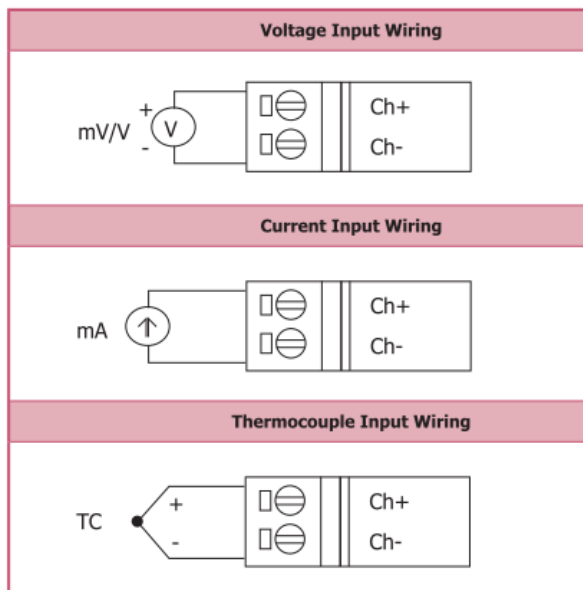 Voltage Input Wiring
+
mV/V
V
-
Ch+
Ch-
Current Input Wiring
mA
Ch+
Ch-
Thermocouple Input Wiring
TC
+
-
Ch+
Ch-